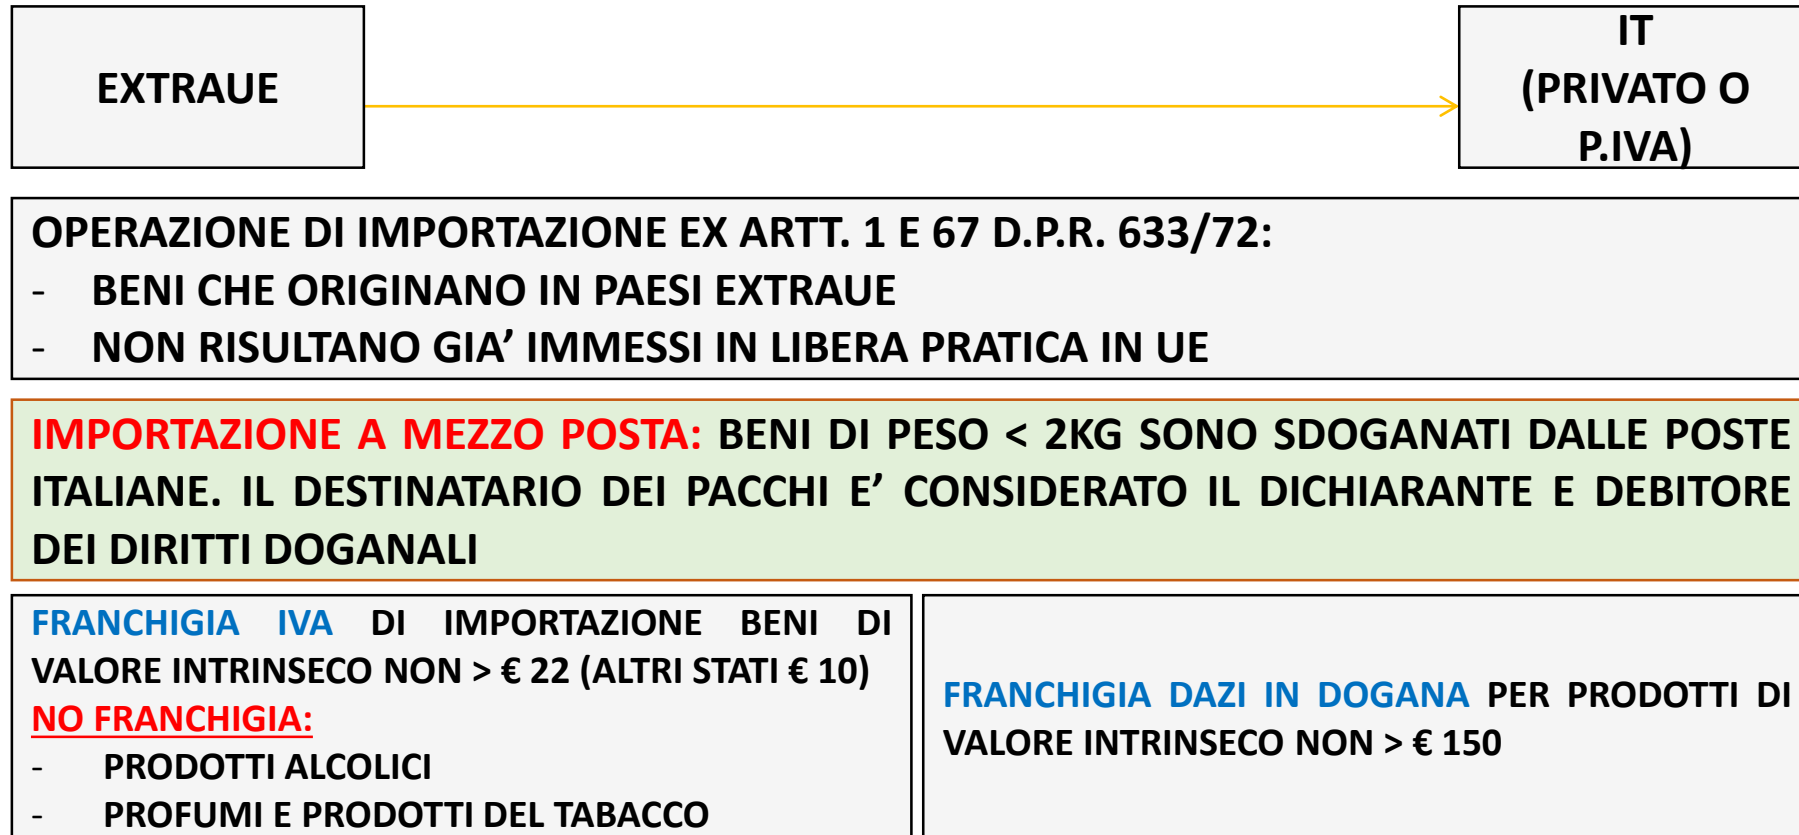 EXTRAUE
IT
(PRIVATO O
P.IVA)
OPERAZIONE DI IMPORTAZIONE EX ARTT. 1 E 67 D.P.R. 633/72:
- BENI CHE ORIGINANO IN PAESI EXTRAUE
- NON RISULTANO GIA’ IMMESSI IN LIBERA PRATICA IN UE
IMPORTAZIONE A MEZZO POSTA: BENI DI PESO < 2KG SONO SDOGANATI DALLE POSTE
ITALIANE. IL DESTINATARIO DEI PACCHI E’ CONSIDERATO IL DICHIARANTE E DEBITORE
DEI DIRITTI DOGANALI
FRANCHIGIA IVA DI IMPORTAZIONE BENI DI
VALORE INTRINSECO NON > € 22 (ALTRI STATI € 10)
NO FRANCHIGIA:
- PRODOTTI ALCOLICI
- PROFUMI E PRODOTTI DEL TABACCO
FRANCHIGIA DAZI IN DOGANA PER PRODOTTI DI
VALORE INTRINSECO NON > € 150